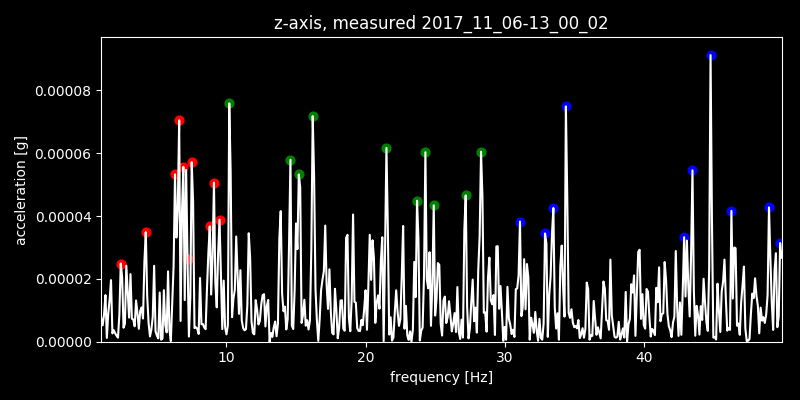 z-axis, measured 2017_11_06-13_00_02
acceleration [g]
0.00008
0.00006
0.00004
0.00002
0.00000
10 20 30 40
frequency [Hz]